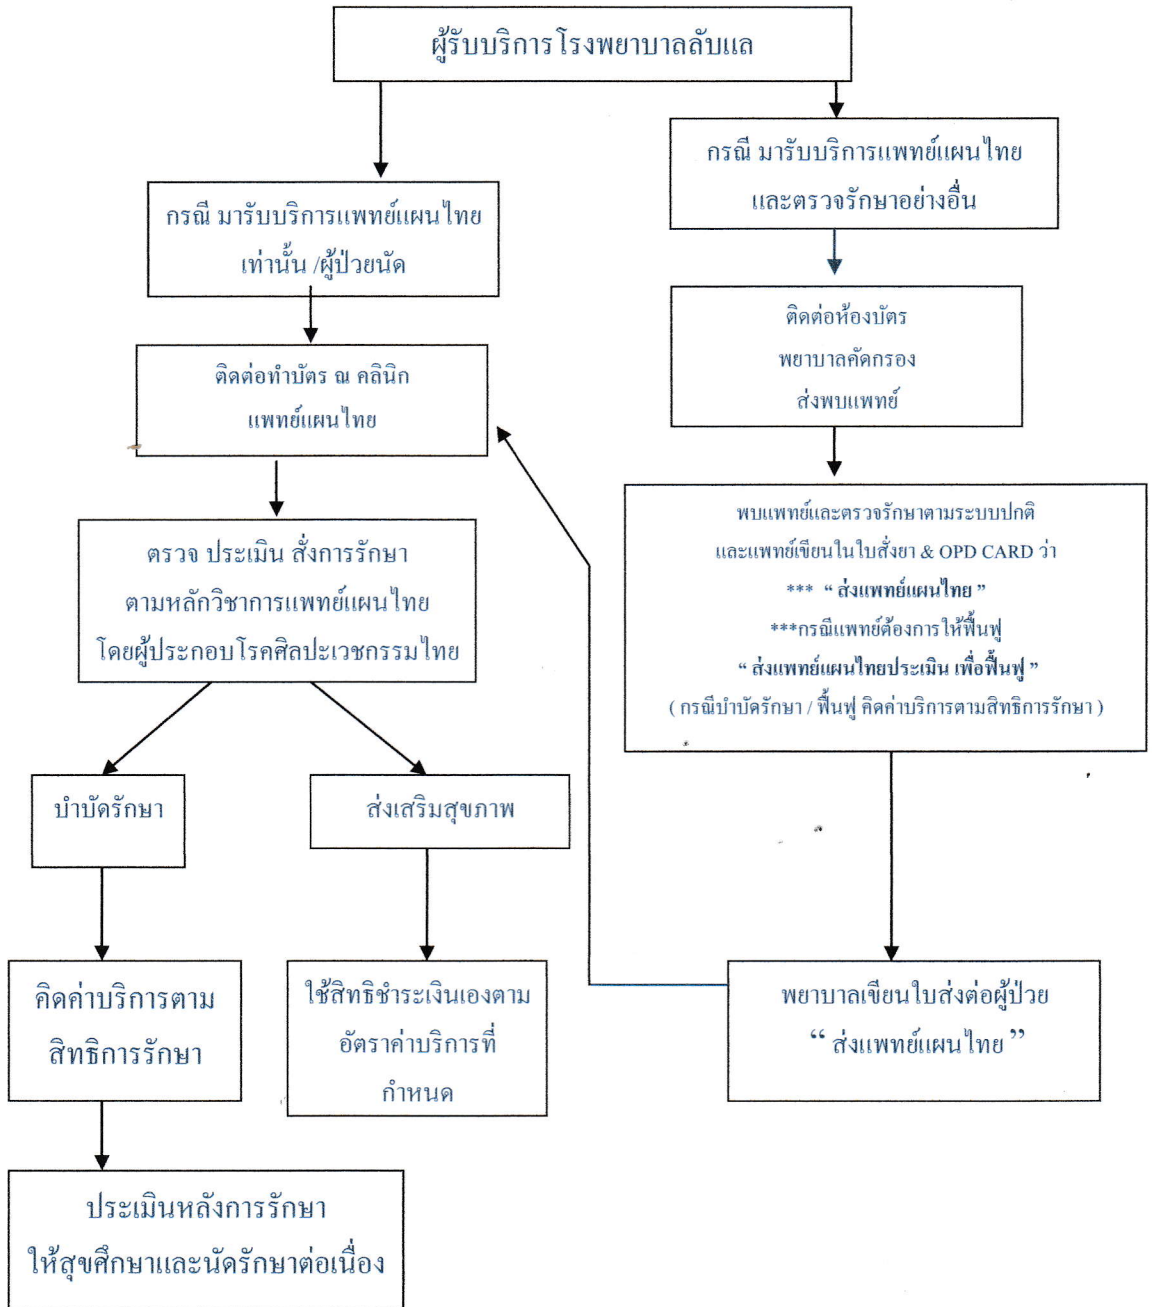 ผู้รับบริการโรงพยาบาลลับแล
กรณี มารับบริการแพทย์แผนไทย
และตรวจรักษาอย่างอื่น
กรณี มารับบริการแพทย์แผนไทย
เท่านั้น /ผู้ป่วยนัด
ติดต่อห้องบัตร
พยาบาลคัดกรอง
ส่งพบแพทย์
ติดต่อทำบัตร ณ คลินิก
แพทย์แผนไทย
พบแพทย์และตรวจรักษาตามระบบปกติ
และแพทย์เขียนในใบสั่งยา & OPD CARD ว่า
*** “ ส่งแพทย์แผนไทย ”
***กรณีแพทย์ต้องการให้ฟื้นฟู
“ ส่งแพทย์แผนไทยประเมิน เพื่อฟื้นฟู ”
( กรณีบำบัดรักษา / ฟื้นฟู คิดค่าบริการตามสิทธิการรักษา )
ตรวจ ประเมิน สั่งการรักษา
ตามหลักวิชาการแพทย์แผนไทย
โดยผู้ประกอบโรคศิลปะเวชกรรมไทย
บำบัดรักษา
ส่งเสริมสุขภาพ
คิดค่าบริการตาม
สิทธิการรักษา
ใช้สิทธิชำระเงินเองตาม
อัตราค่าบริการที่
กำหนด
พยาบาลเขียนใบส่งต่อผู้ป่วย
“ ส่งแพทย์แผนไทย ”
ประเมินหลังการรักษา
ให้สุขศึกษาและนัดรักษาต่อเนื่อง